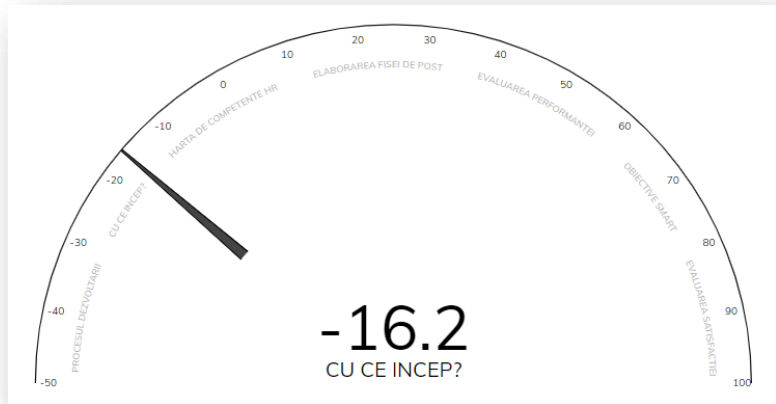 -50
-40
-30
-20
-10
0
10
20
30
40
50
60
70
80
90
100
PROCESUL DEZVOLTARII
CU CE INCEP?
HARTA DE COMPETENTE HR
ELABORAREA FISEI DE POST
EVALUAREA PERFORMANTEI
OBIECTIVE SMART
EVALUAREA SATISFACTIEI
-16.2
CU CE INCEP?